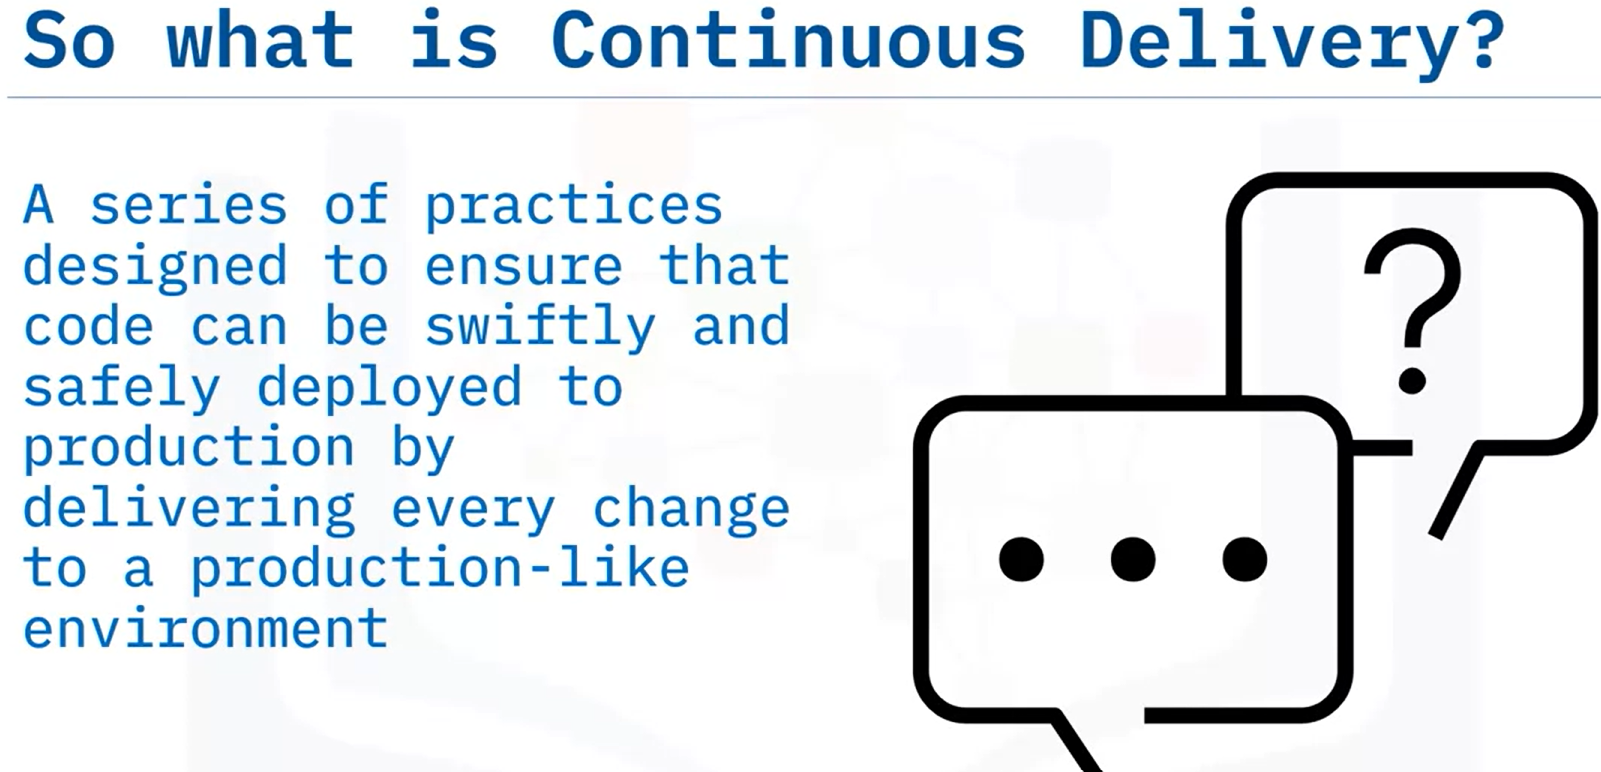 So what is Continuous Delivery?
A series of practices
designed to ensure that
code can be swiftly and
safely deployed to
production by
delivering every change
to a production-like
environment
?